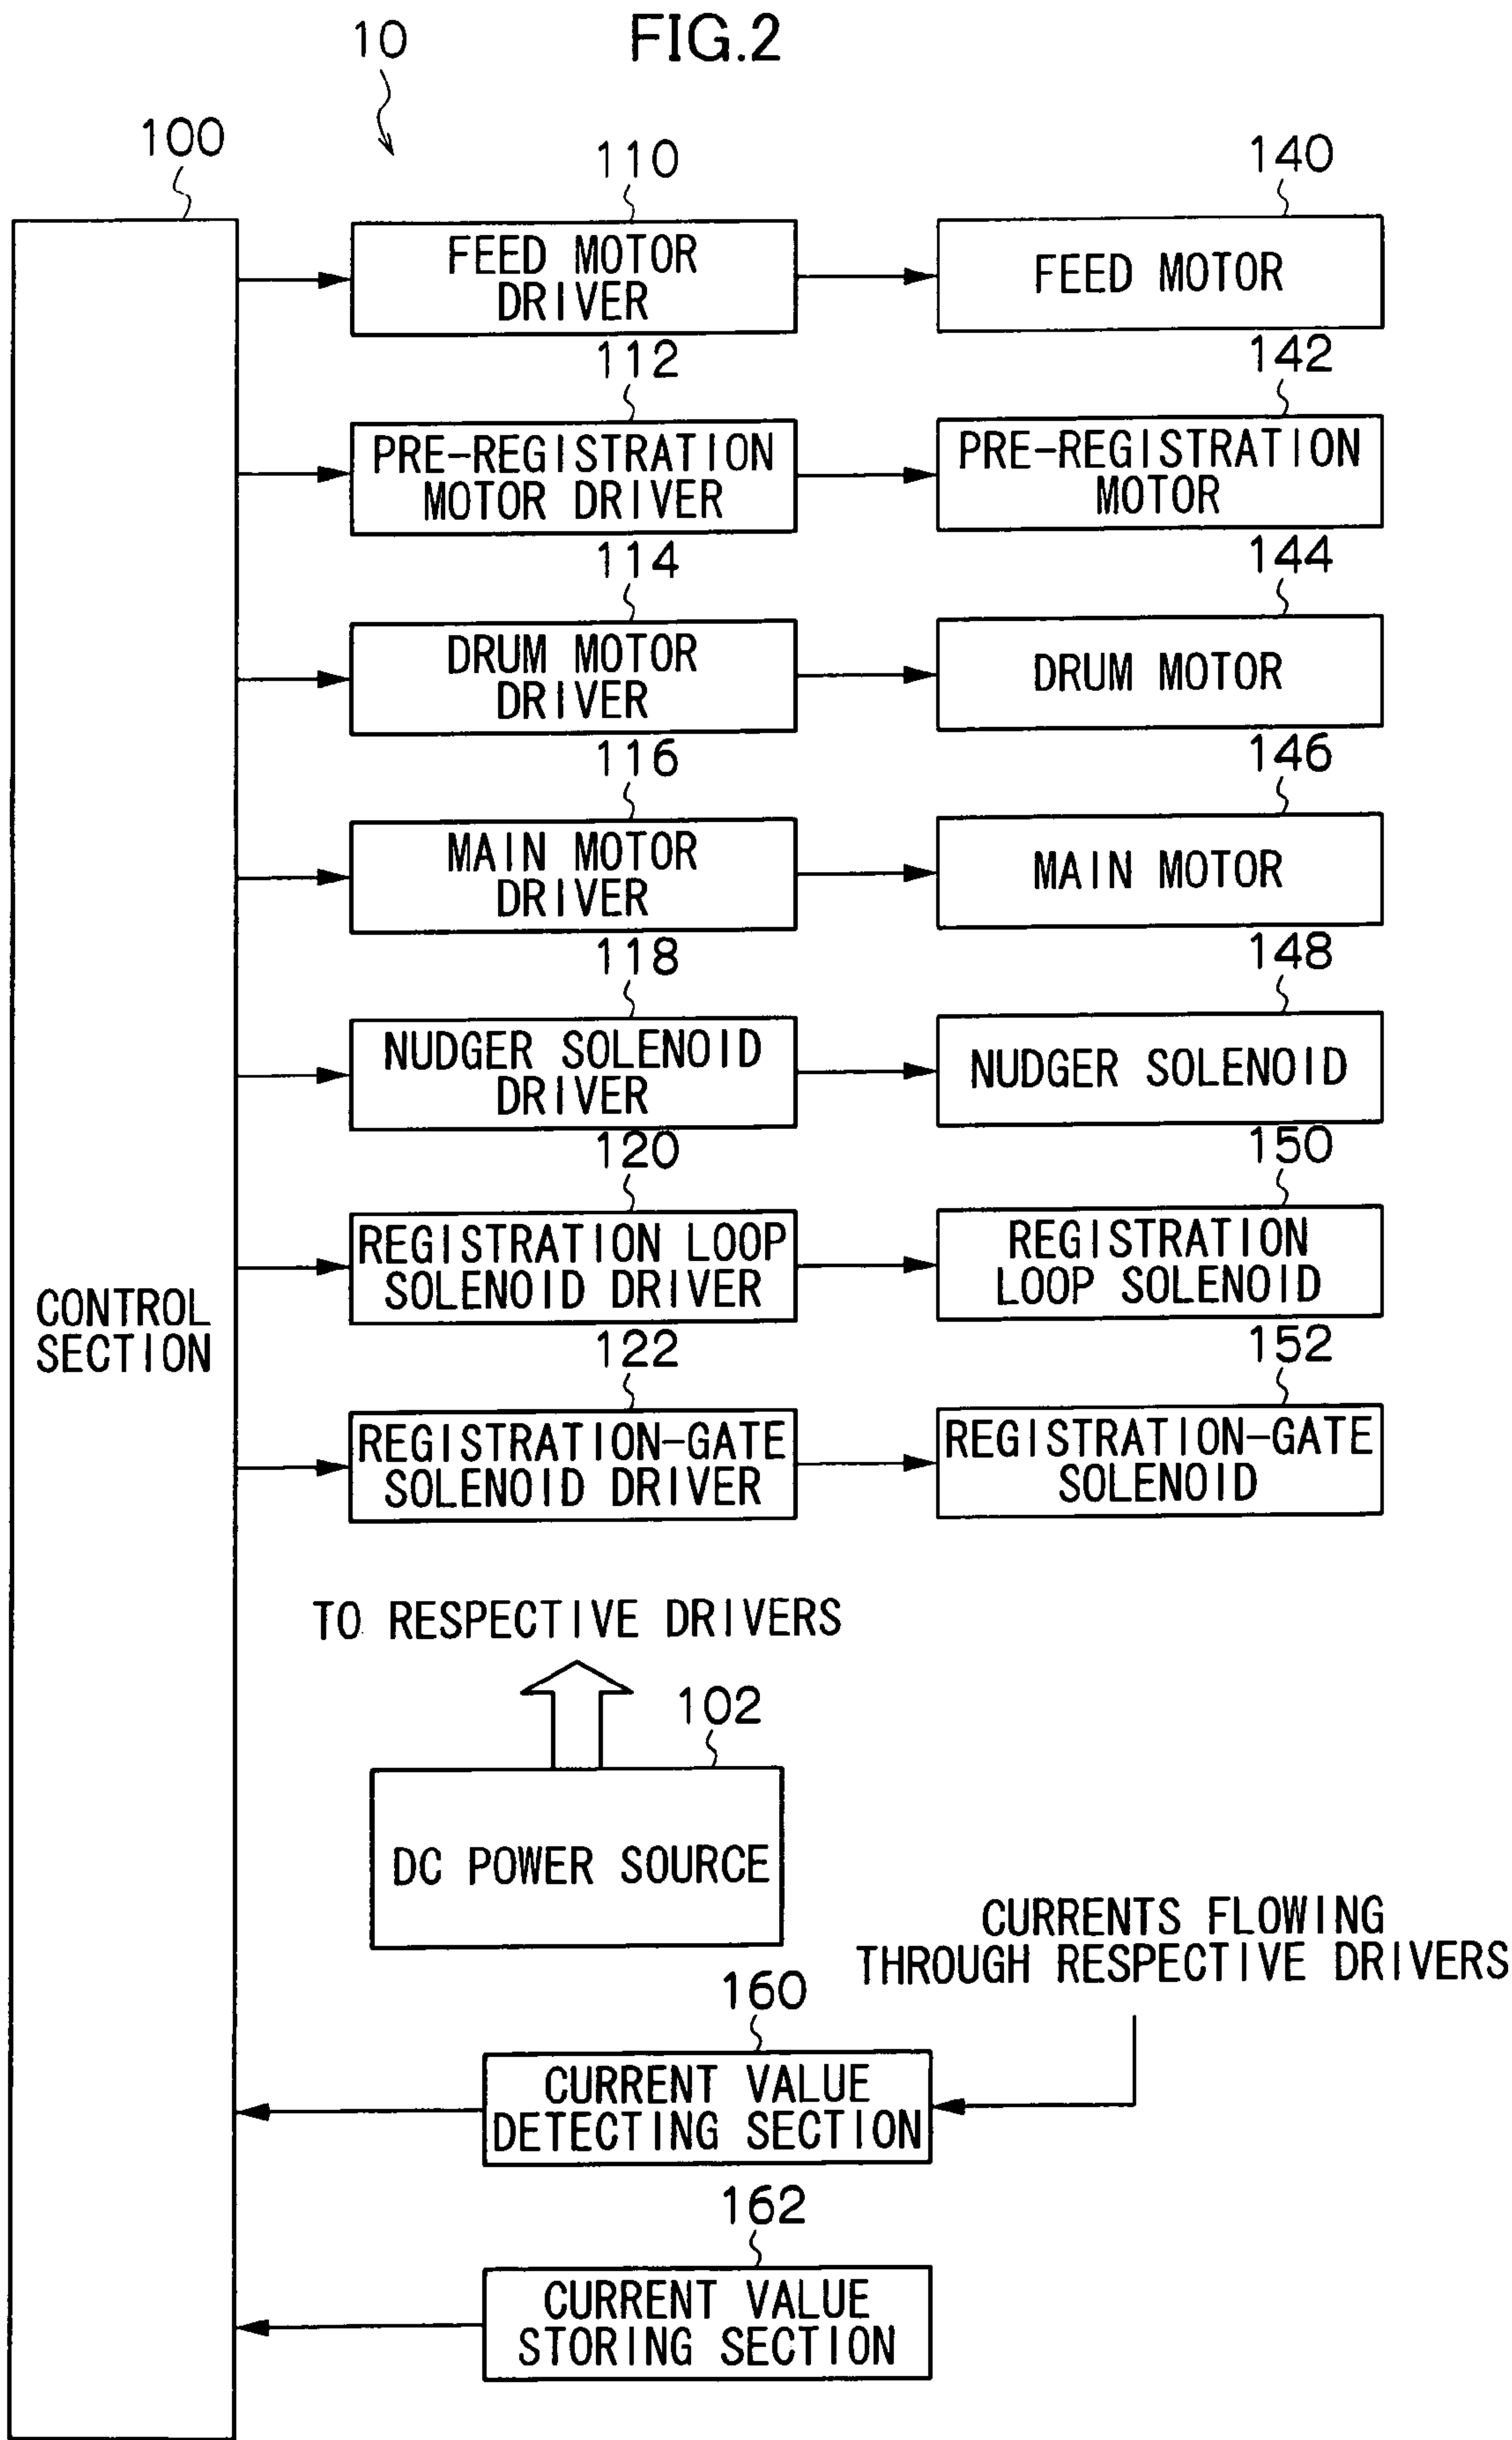 FIG.2
10
100
110
140
FEED MOTOR
DRIVER
FEED MOTOR
112
142
PRE-REGISTRATION
MOTOR DRIVER
PRE-REGISTRATION
MOTOR
114
144
DRUM MOTOR
DRIVER
DRUM MOTOR
116
146
MAIN MOTOR
DRIVER
MAIN MOTOR
118
148
NUDGER SOLENOID
DRIVER
NUDGER SOLENOID
120
150
REGISTRATION LOOP
SOLENOID DRIVER
REGISTRATION
LOOP SOLENOID
CONTROL
SECTION
122
152
REGISTRATION-GATE
SOLENOID DRIVER
REGISTRATION-GATE
SOLENOID
TO RESPECTIVE DRIVERS
102
DC POWER SOURCE
CURRENTS FLOWING
THROUGH RESPECTIVE DRIVERS
160
CURRENT VALUE
DETECTING SECTION
162
CURRENT VALUE
STORING SECTION